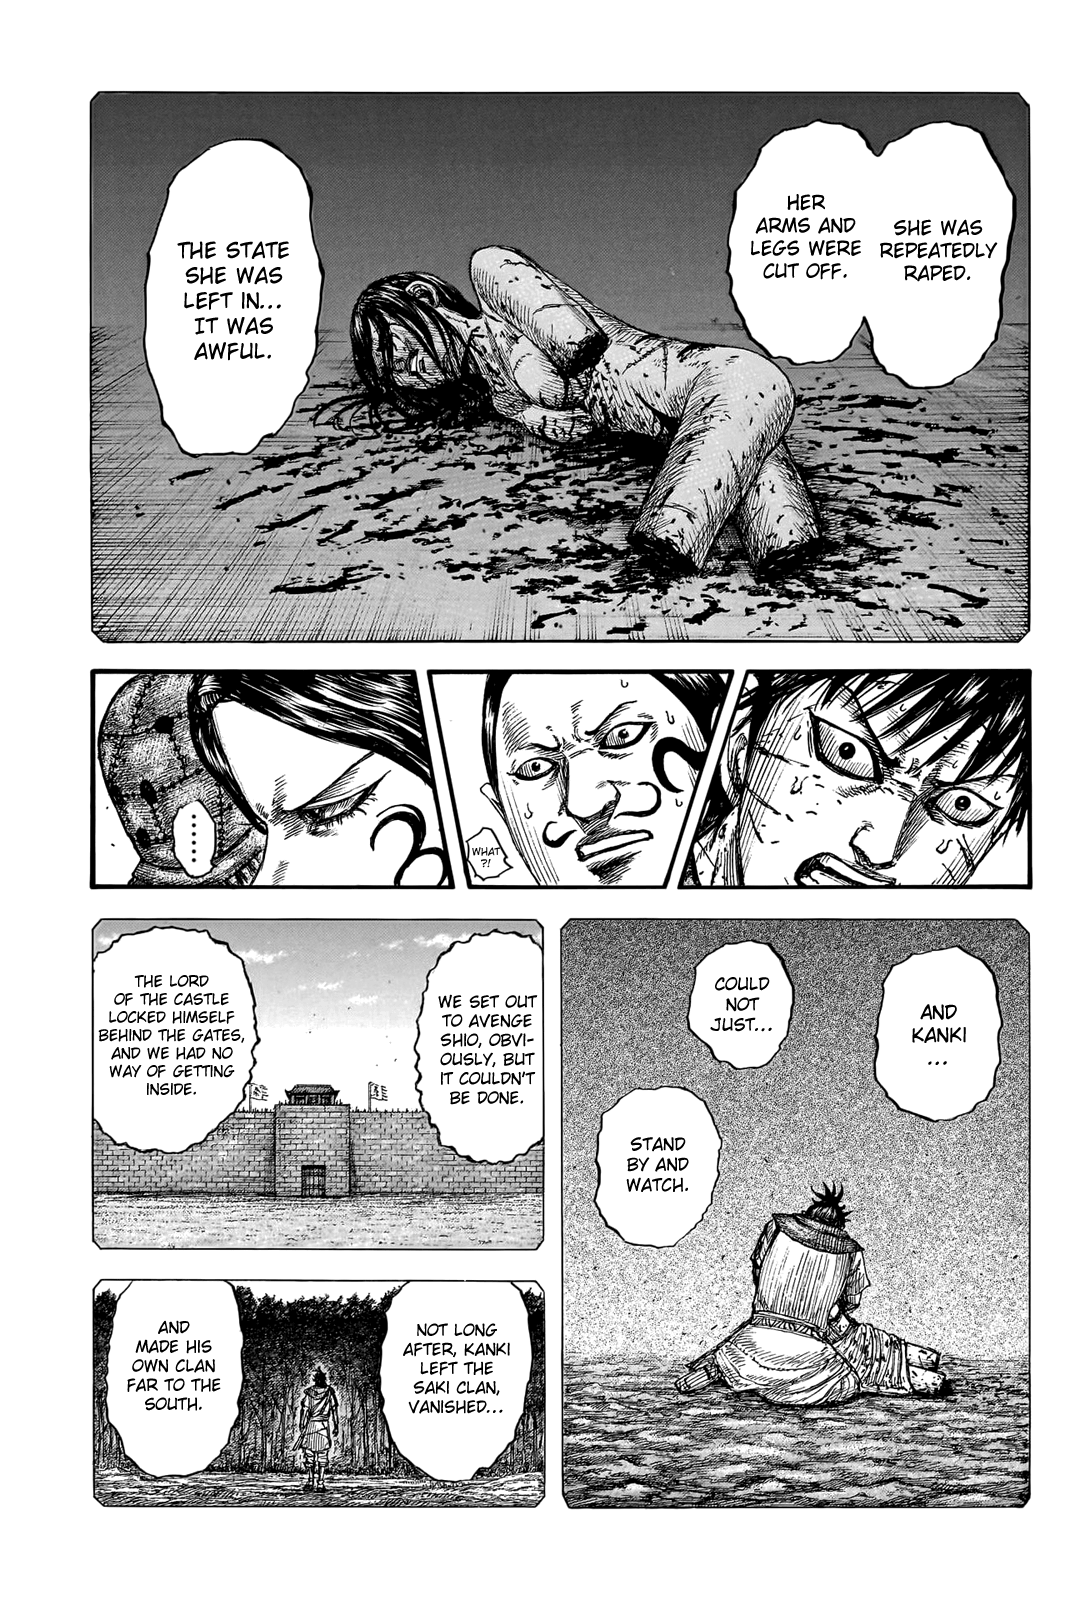 SHE WAS
REPEATEDLY
RAPED.
HER
ARMS AND
LEGS WERE
CUT OFF.
THE STATE
SHE WAS
LEFT IN...
IT WAS
AWFUL.
WHAT
?!
......
AND
KANKI
...
COULD
NOT
JUST...
STAND
BY AND
WATCH.
WE SET OUT
TO AVENGE
SHIO, OBVI-
OUSLY, BUT
IT COULDN'T
BE DONE.
THE LORD
OF THE CASTLE
LOCKED HIMSELF
BEHIND THE GATES,
AND WE HAD NO
WAY OF GETTING
INSIDE.
NOT LONG
AFTER, KANKI
LEFT THE
SAKI CLAN,
VANISHED...
AND
MADE HIS
OWN CLAN
FAR TO THE
SOUTH.